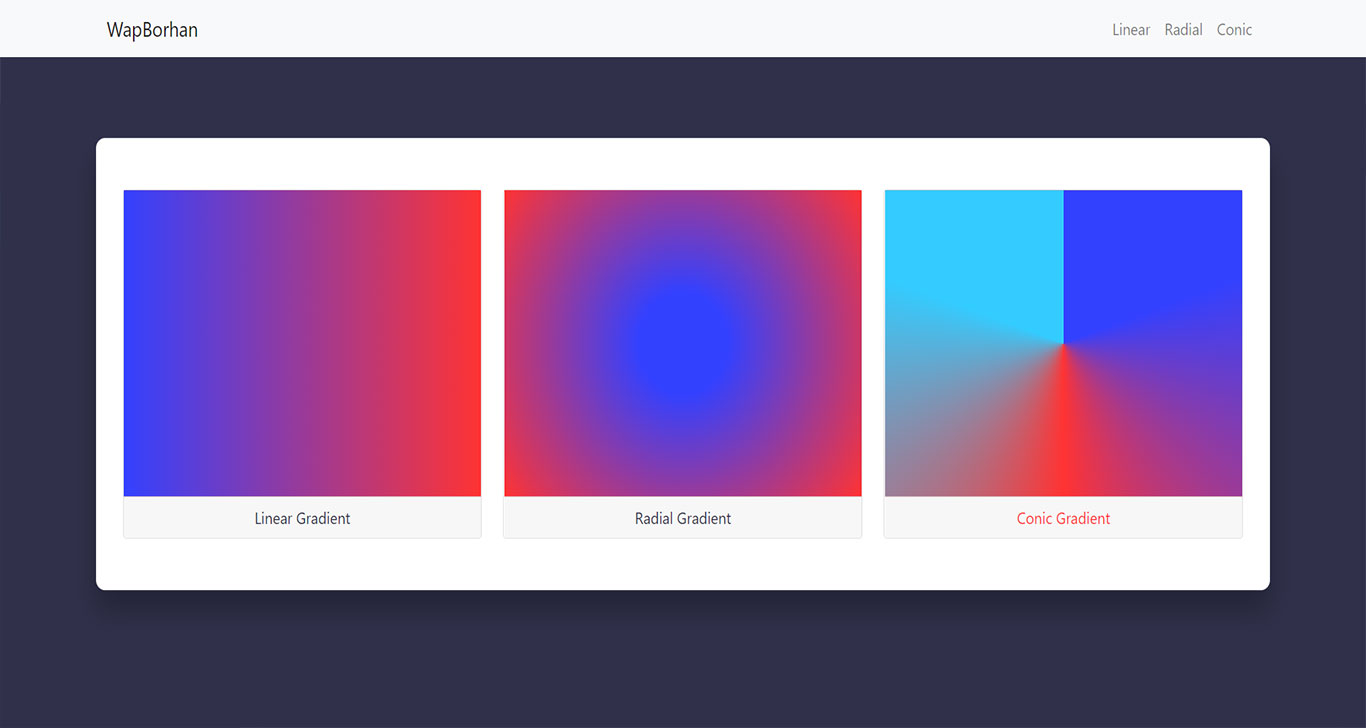 WapBorhan
Linear Radial Conic
Linear Gradient
Radial Gradient
Conic Gradient